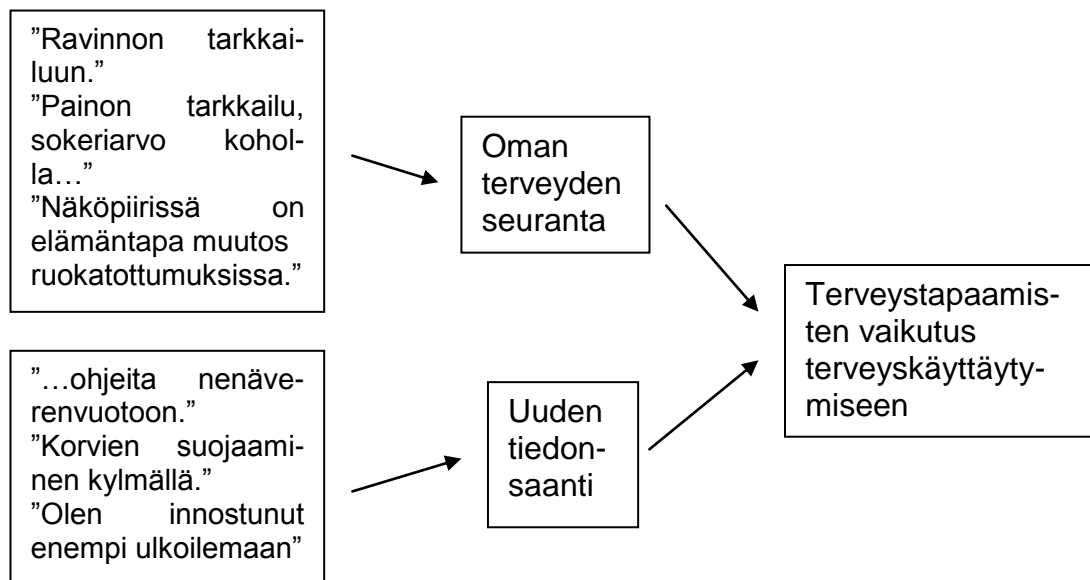 ”Ravinnon tarkkai-
luun.”
”Painon tarkkailu,
sokeriarvo kohol-
la…”
”Näköpiirissä on
elämäntapa muutos
ruokatottumuksissa.”
Oman
terveyden
seuranta
”…ohjeita nenäve-
renvuotoon.”
”Korvien suojaami-
nen kylmällä.”
”Olen innostunut
enempi ulkoilemaan”
Uuden
tiedon-
saanti
Terveystapaamis-
ten vaikutus
terveyskäyttäyty-
miseen